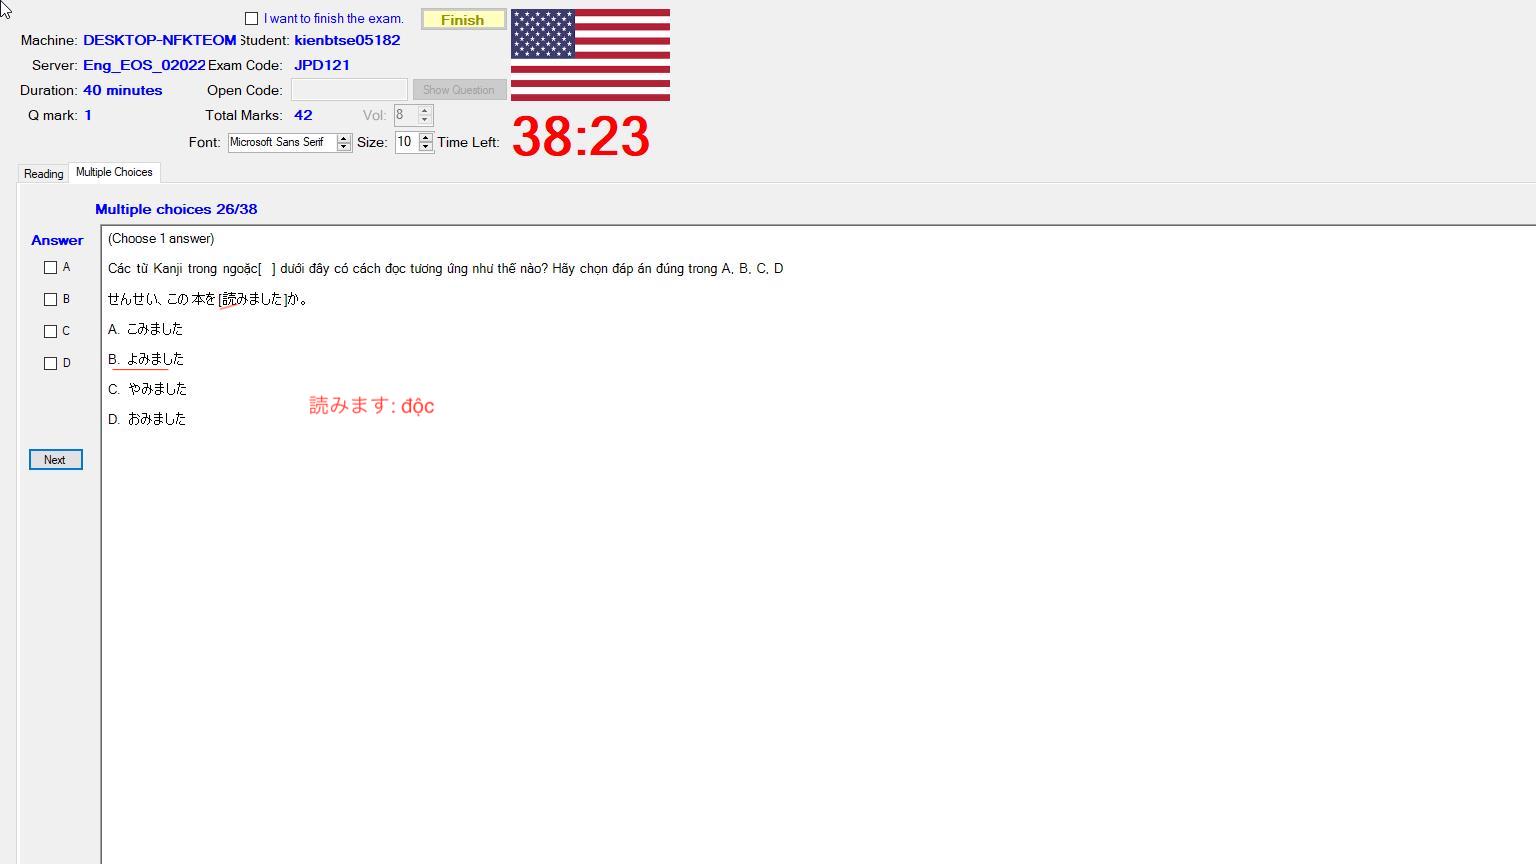 I want to finish the exam.
Finish
Machine: DESKTOP-NFKTEOM Student: kienbtse05182
Server: Eng_EOS_02022 Exam Code: JPD121
Duration: 40 minutes Open Code: Show Question
Q mark: 1 Total Marks: 42 Vol: 8
Font: Microsoft Sans Serif Size: 10 Time Left: 38:23
Reading Multiple Choices
Multiple choices 26/38
Answer
A
B
C
D
Next
(Choose 1 answer)
Các từ Kanji trong ngoặc[ ] dưới đây có cách đọc tương ứng như thế nào? Hãy chọn đáp án đúng trong A, B, C, D
せんせい、この本を[読みました]か。
A. こみました
B. よみました
C. やみました
D. おみました
読みます: độc